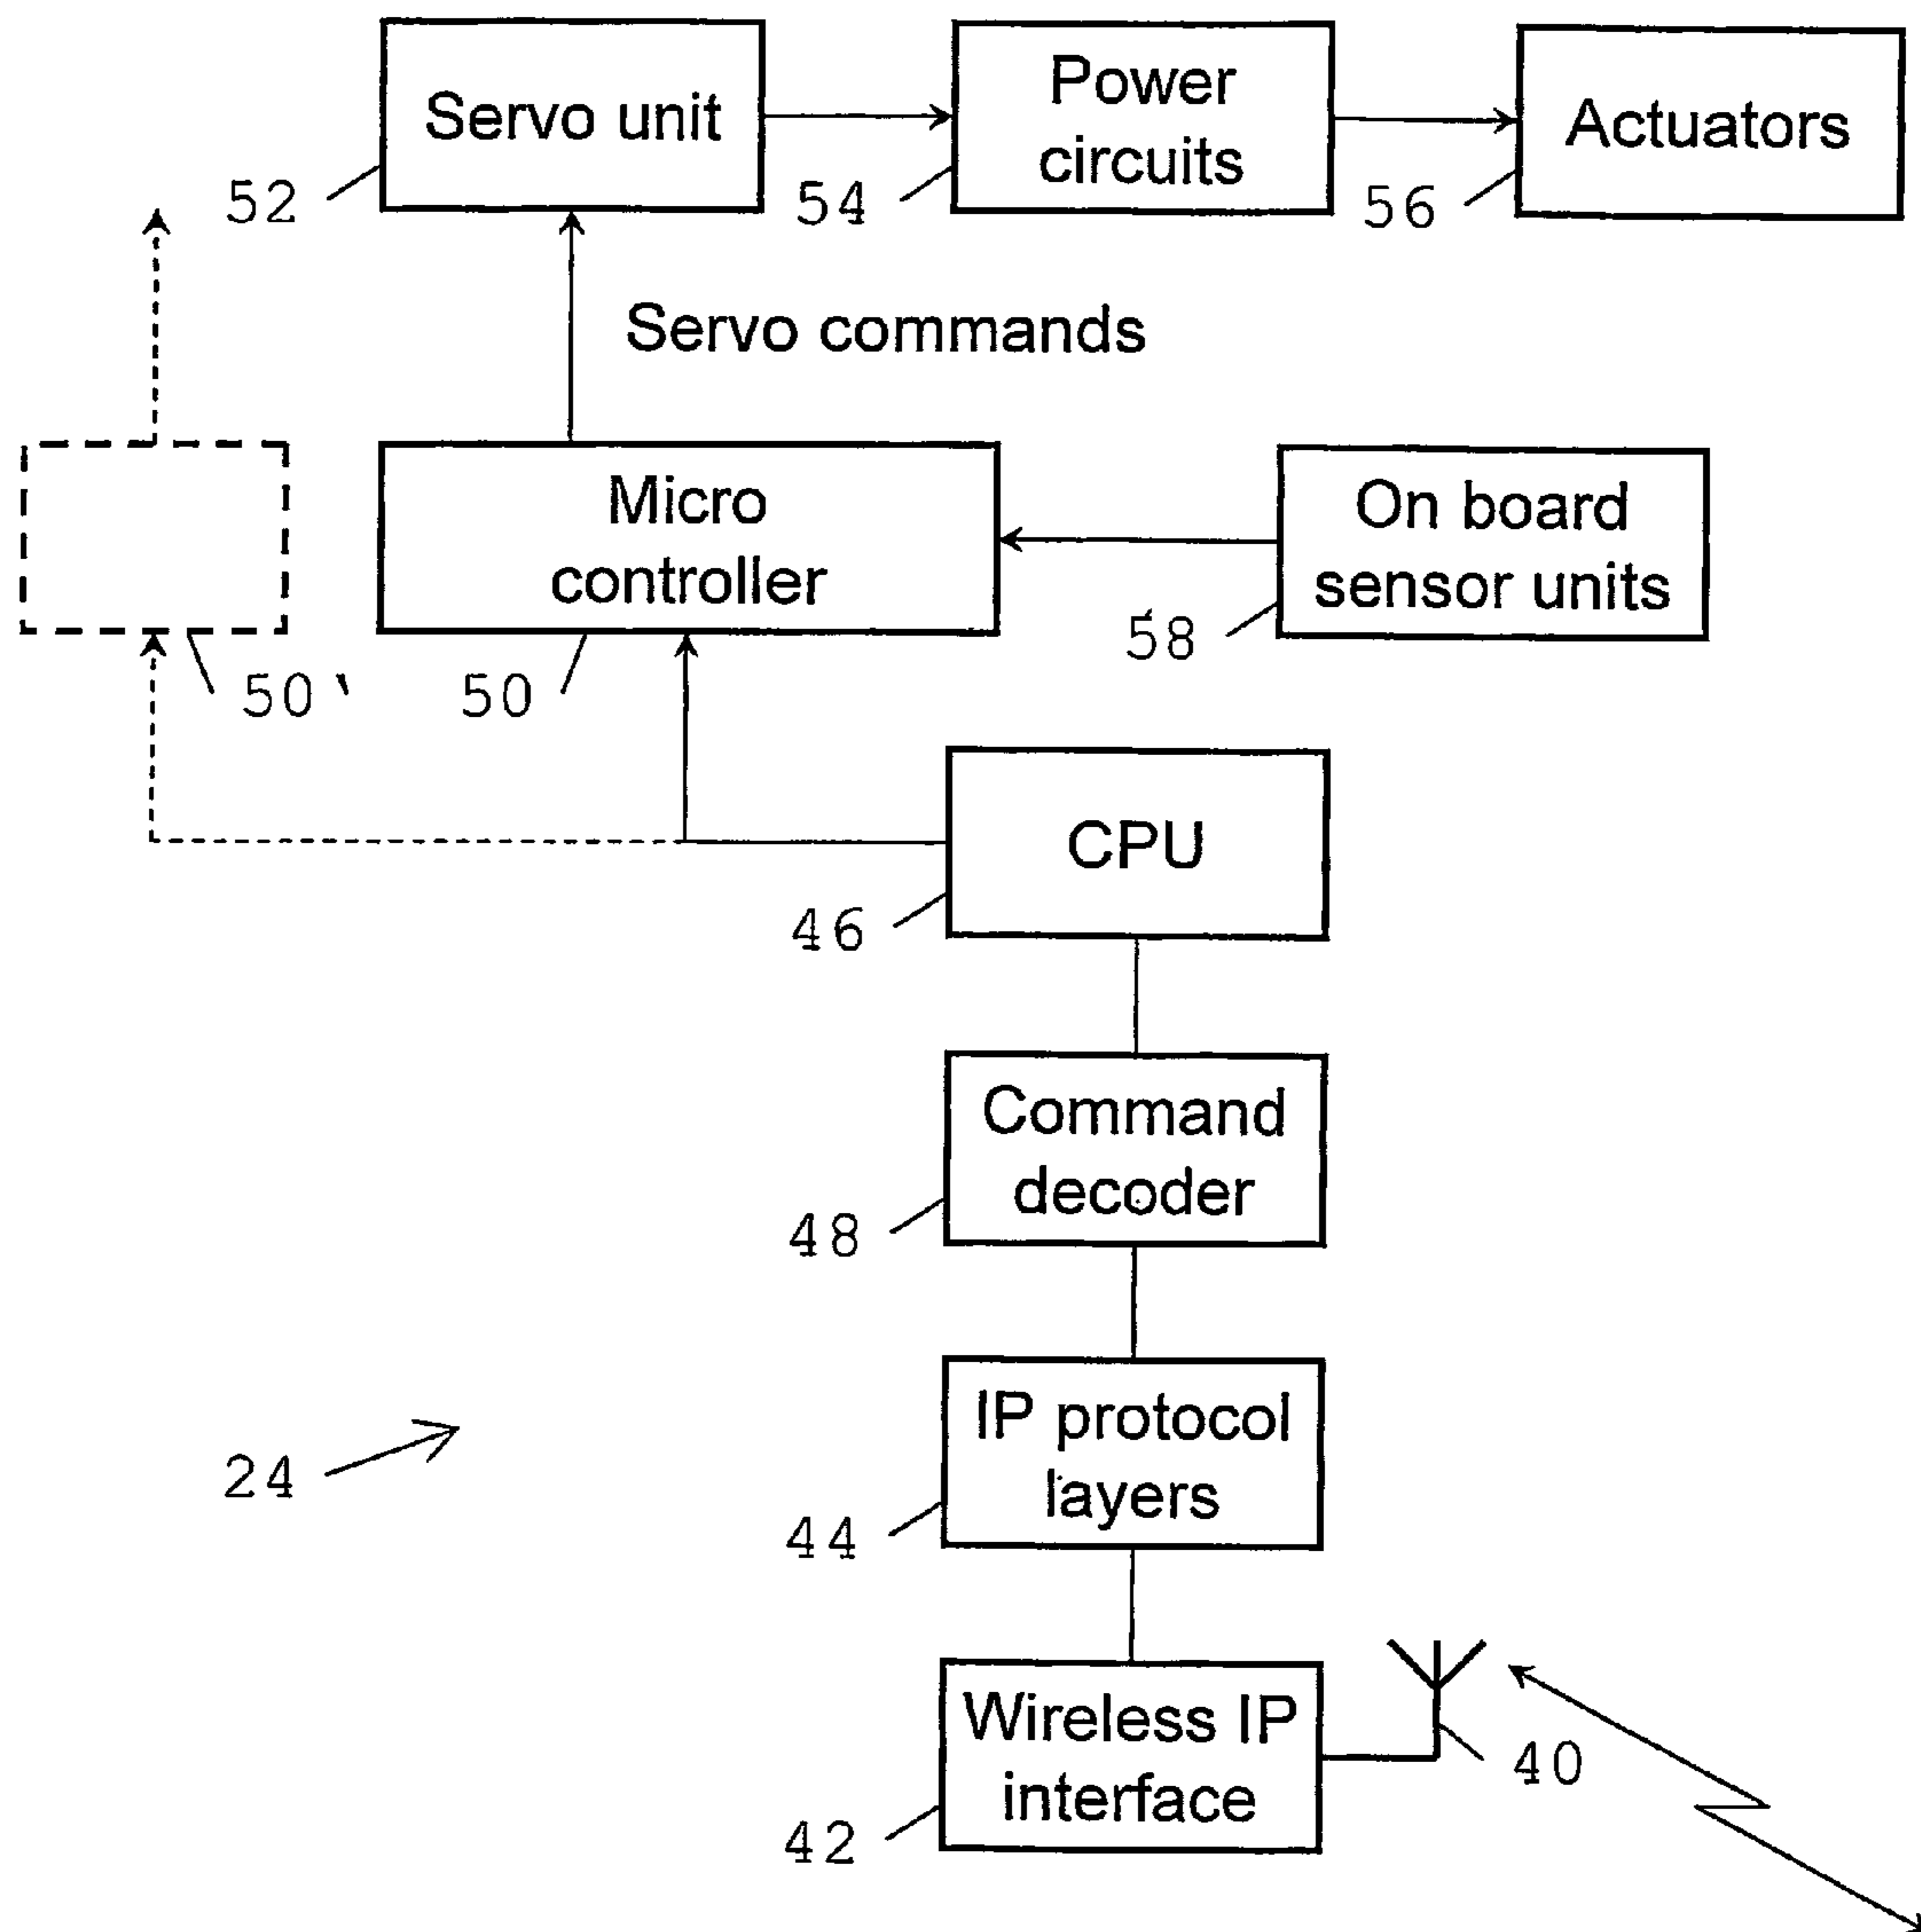 Servo unit
Power
circuits
Actuators
52
54
56
Servo commands
Micro
controller
On board
sensor units
58
50'
50
CPU
46
Command
decoder
48
IP protocol
layers
24
44
Wireless IP
interface
40
42